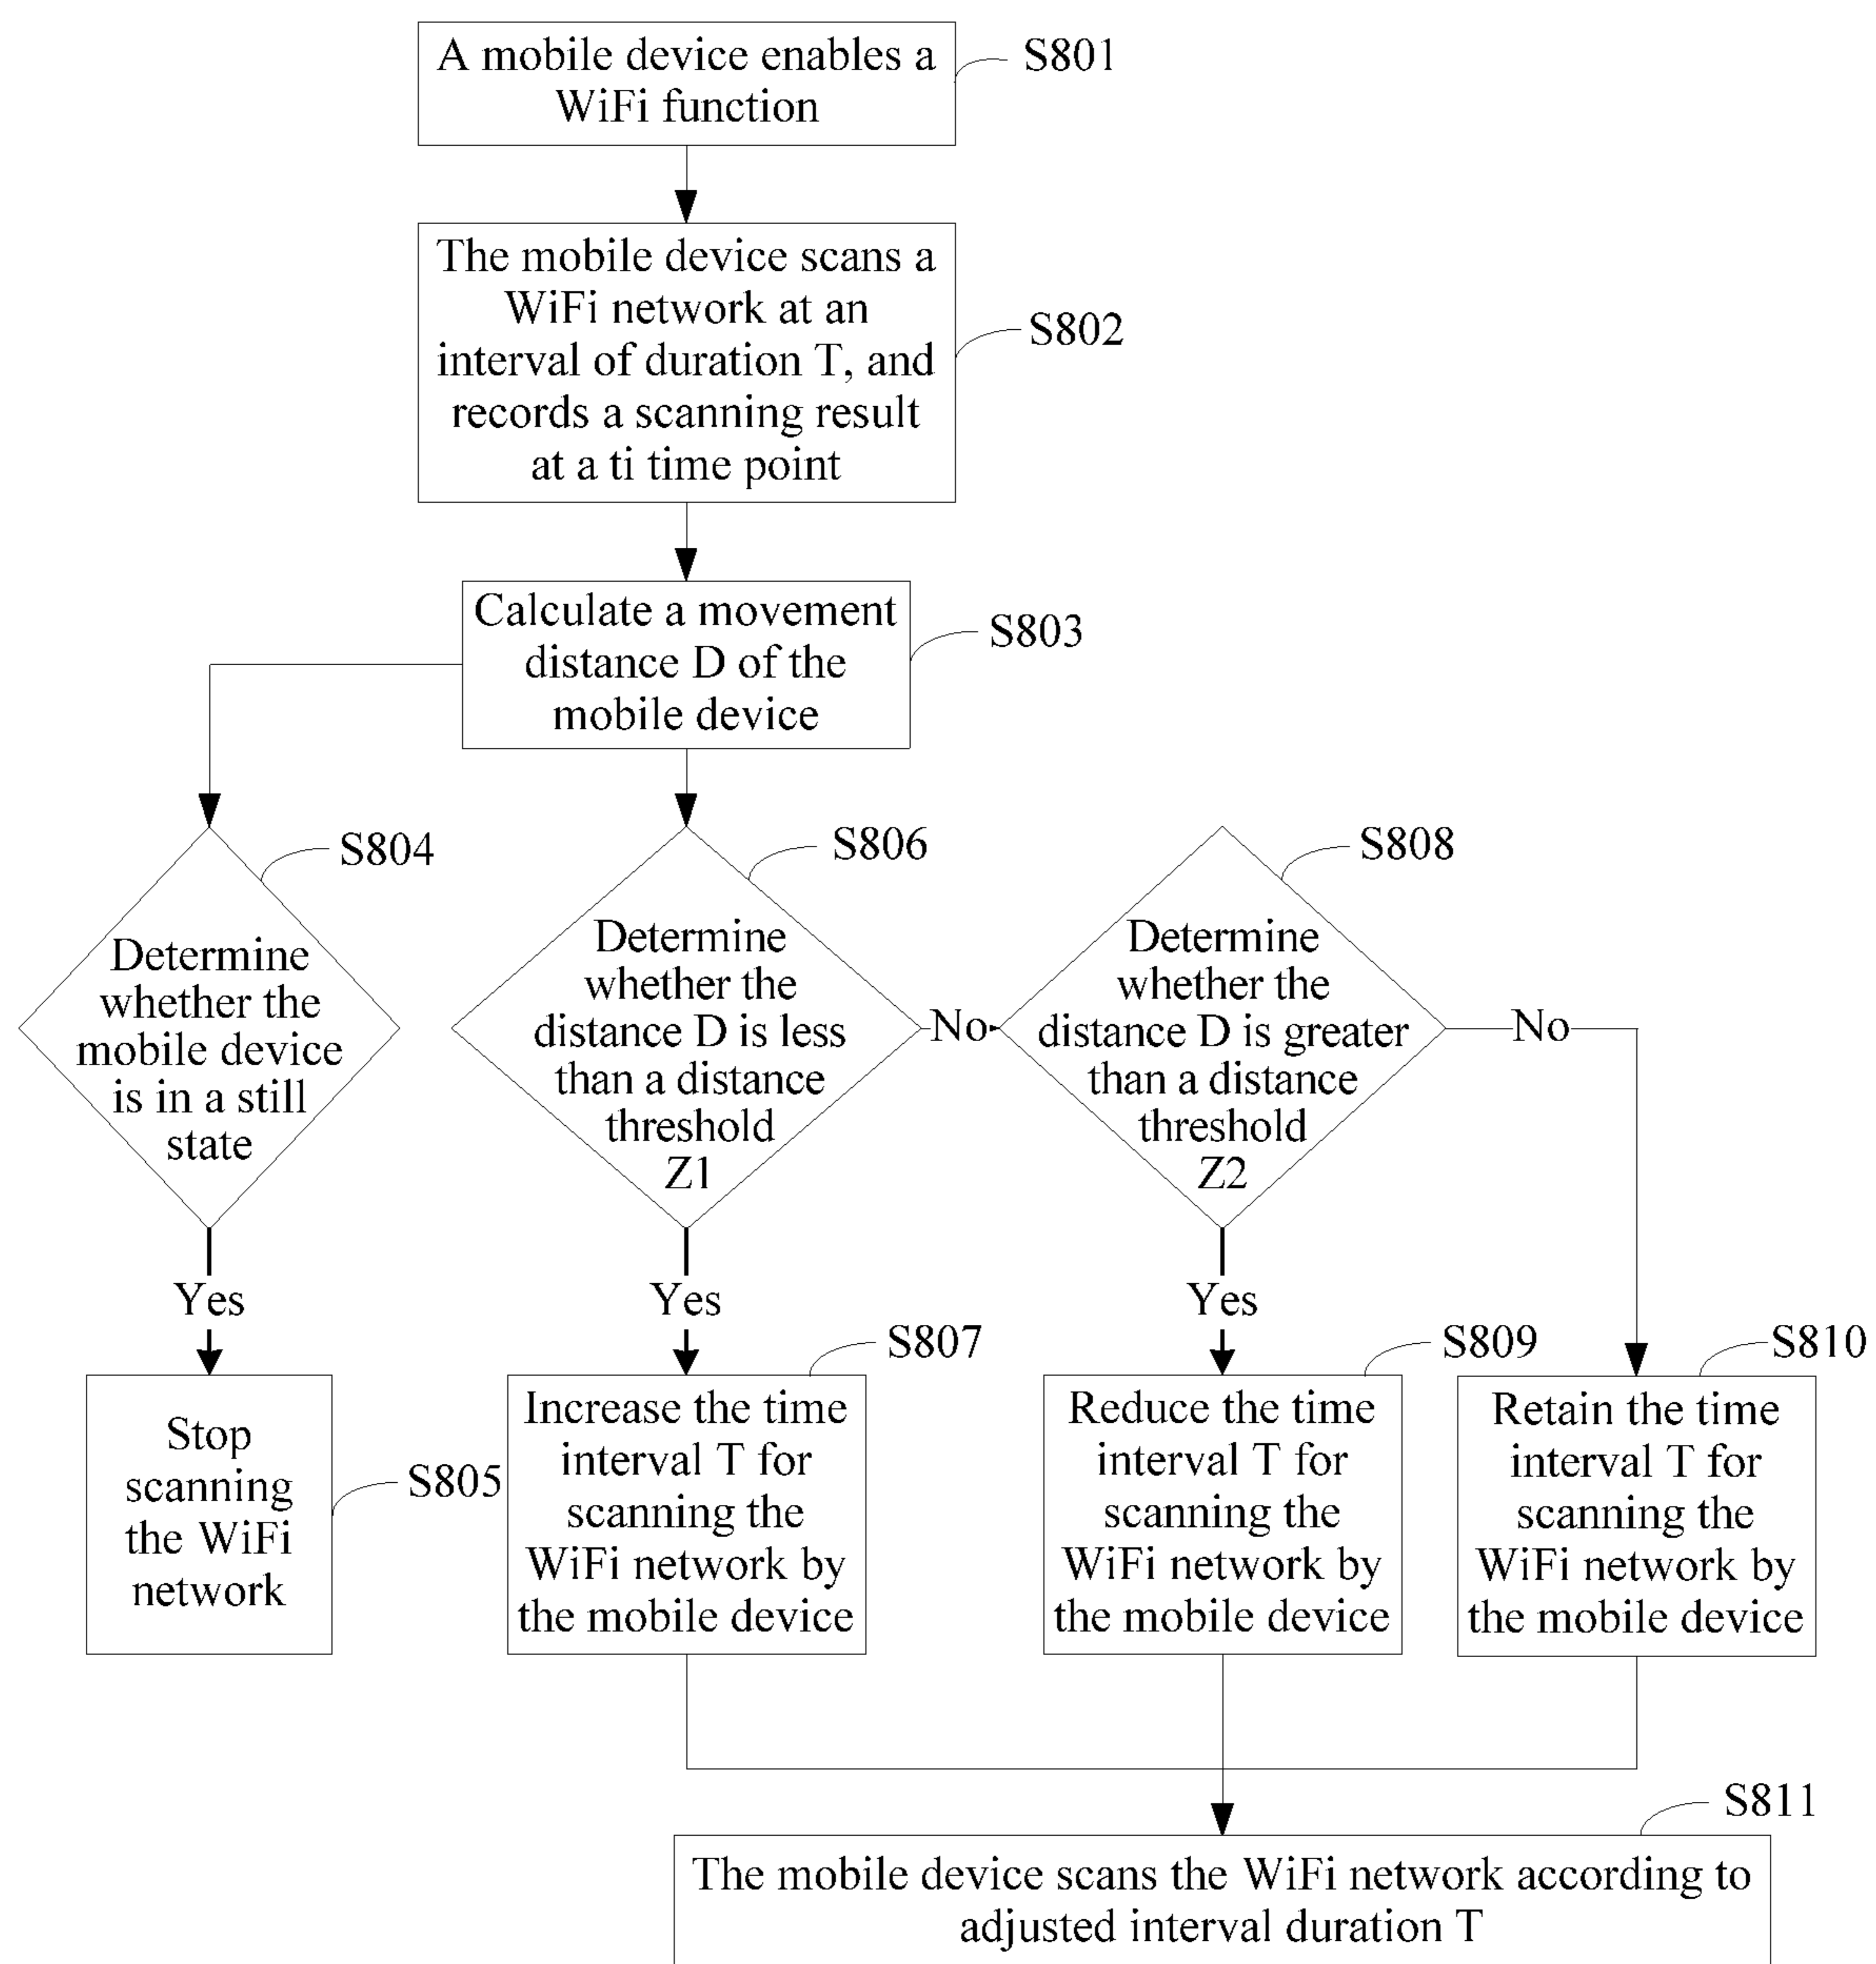 A mobile device enables a
WiFi function
S801
The mobile device scans a
WiFi network at an
interval of duration T, and
records a scanning result
at a ti time point
S802
Calculate a movement
distance D of the
mobile device
S803
S804
Determine
whether the
mobile device
is in a still
state
S806
Determine
whether the
distance D is less
than a distance
threshold
Z1
No
S808
Determine
whether the
distance D is greater
than a distance
threshold
Z2
No
Yes
Yes
Yes
Stop
scanning
the WiFi
network
S805
S807
Increase the time
interval T for
scanning the
WiFi network by
the mobile device
S809
Reduce the time
interval T for
scanning the
WiFi network by
the mobile device
S810
Retain the time
interval T for
scanning the
WiFi network by
the mobile device
S811
The mobile device scans the WiFi network according to
adjusted interval duration T